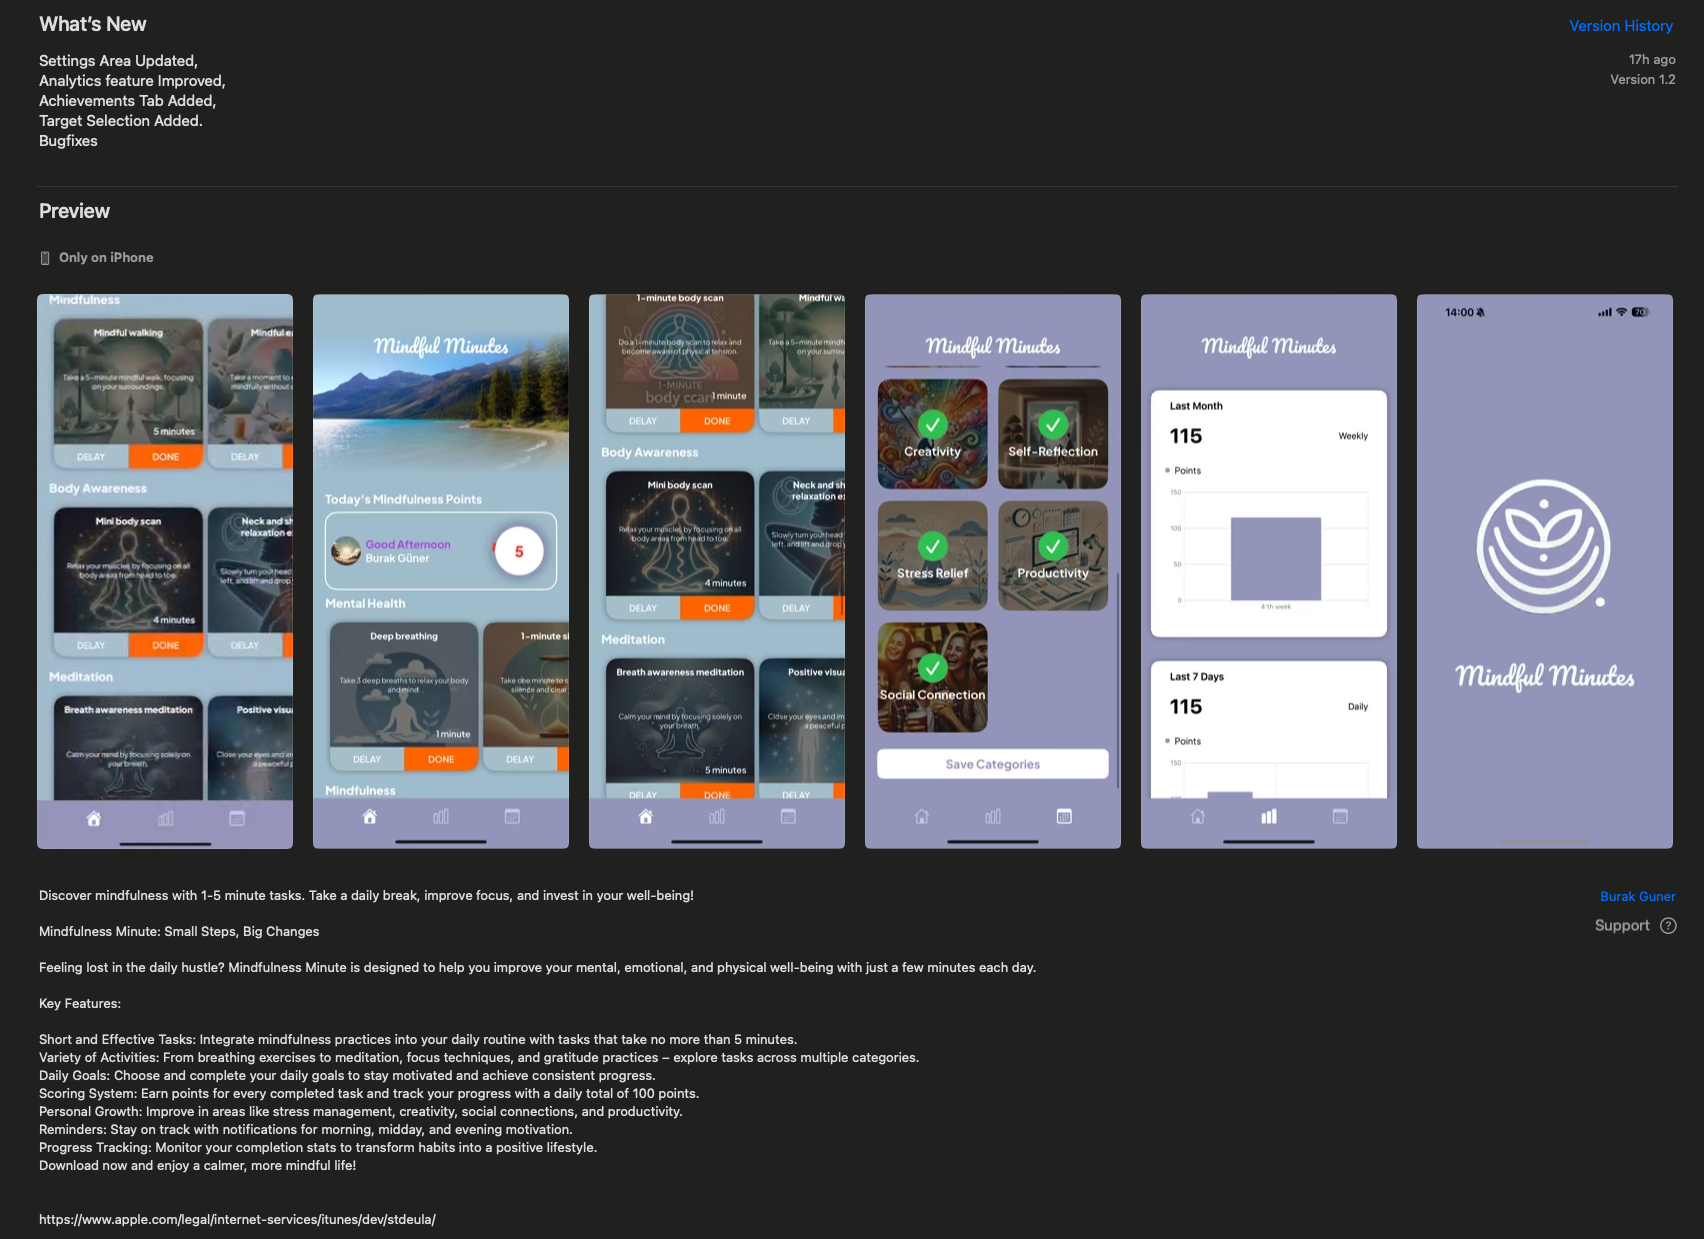 What's New
Version History
Settings Area Updated,
17h ago
Analytics feature Improved,
Version 1.2
Achievements Tab Added,
Target Selection Added.
Bugfixes
Preview
Only on iPhone
Mindfulness
Mindful walking
Mindful ea
Take a 5-minute mindful walk, focusing
on your surroundings.
Take a moment to
mindfully without
5 minutes
DELAY
DONE
DELAY
Body Awareness
Mini body scan
Neck and sh
relaxation ex
Relax your muscles by focusing on all
body areas from head to toe.
Slowly turn your head
left, and lift and drop
4 minutes
DELAY
DONE
DELAY
Meditation
Breath awareness meditation
Positive visua
Calm your mind by focusing solely on
your breath.
Close your eyes and im
a peaceful p
Mindful Minutes
Today's Mindfulness Points
Good Afternoon
Burak Güner
5
Mental Health
Deep breathing
1-minute si
Take 3 deep breaths to relax your body
and mind.
Take one minute to s
silence and clear
1 minute
DELAY
DONE
DELAY
Mindfulness
1-minute body scan
Mindful wa
Do a 1-minute body scan to relax and
become aware of physical tension.
Take a 5-minute mindf
on your surrou
1-MINUTE
body scan
1 minute
DELAY
DONE
DELAY
Body Awareness
Mini body scan
Neck and sh
relaxation ex
Relax your muscles by focusing on all
body areas from head to toe.
Slowly turn your head
left, and lift and drop y
4 minutes
DELAY
DONE
DELAY
Meditation
Breath awareness meditation
Positive visua
Calm your mind by focusing solely on
your breath.
Close your eyes and im
a peaceful p
5 minutes
DELAY
DONE
DELAY
Mindful Minutes
Creativity
Self-Reflection
Stress Relief
Productivity
Social Connection
Save Categories
Mindful Minutes
Last Month
115
Weekly
Points
150
100
50
0
4'th week
Last 7 Days
115
Daily
Points
150
100
14:00
70
Mindful Minutes
Discover mindfulness with 1-5 minute tasks. Take a daily break, improve focus, and invest in your well-being!
Burak Guner
Support
Mindfulness Minute: Small Steps, Big Changes
Feeling lost in the daily hustle? Mindfulness Minute is designed to help you improve your mental, emotional, and physical well-being with just a few minutes each day.
Key Features:
Short and Effective Tasks: Integrate mindfulness practices into your daily routine with tasks that take no more than 5 minutes.
Variety of Activities: From breathing exercises to meditation, focus techniques, and gratitude practices – explore tasks across multiple categories.
Daily Goals: Choose and complete your daily goals to stay motivated and achieve consistent progress.
Scoring System: Earn points for every completed task and track your progress with a daily total of 100 points.
Personal Growth: Improve in areas like stress management, creativity, social connections, and productivity.
Reminders: Stay on track with notifications for morning, midday, and evening motivation.
Progress Tracking: Monitor your completion stats to transform habits into a positive lifestyle.
Download now and enjoy a calmer, more mindful life!
https://www.apple.com/legal/internet-services/itunes/dev/stdeula/